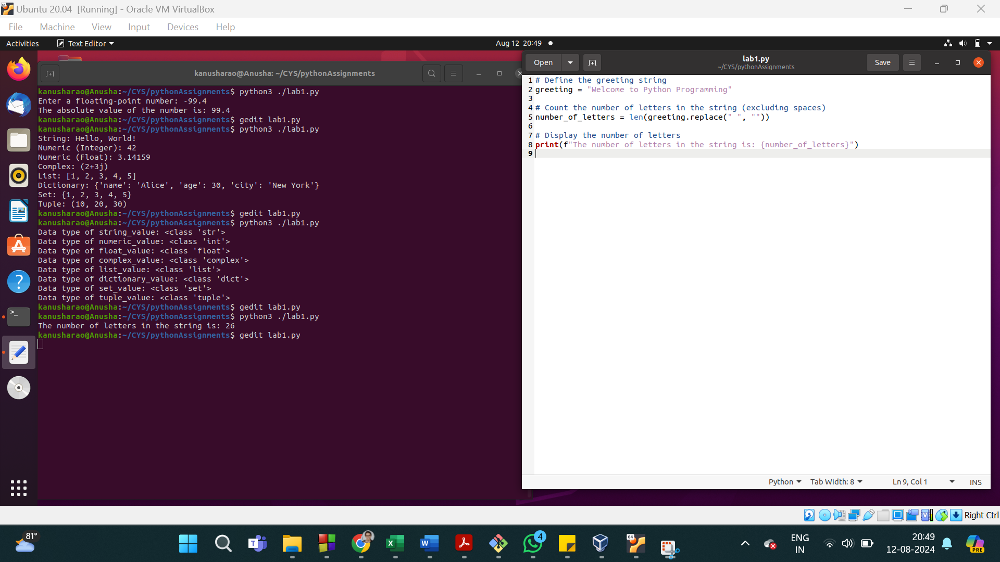 Ubuntu 20.04 [Running] - Oracle VM VirtualBox
File Machine View Input Devices Help
Activities Text Editor Aug 12 20:49
kanusharao@Anusha: ~/CYS/pythonAssignments
kanusharao@Anusha:~/CYS/pythonAssignments$ python3 ./lab1.py
Enter a floating-point number: -99.4
The absolute value of the number is: 99.4
kanusharao@Anusha:~/CYS/pythonAssignments$ gedit lab1.py
kanusharao@Anusha:~/CYS/pythonAssignments$ python3 ./lab1.py
String: Hello, World!
Numeric (Integer): 42
Numeric (Float): 3.14159
Complex: (2+3j)
List: [1, 2, 3, 4, 5]
Dictionary: {'name': 'Alice', 'age': 30, 'city': 'New York'}
Set: {1, 2, 3, 4, 5}
Tuple: (10, 20, 30)
kanusharao@Anusha:~/CYS/pythonAssignments$ gedit lab1.py
kanusharao@Anusha:~/CYS/pythonAssignments$ python3 ./lab1.py
Data type of string_value: <class 'str'>
Data type of numeric_value: <class 'int'>
Data type of float_value: <class 'float'>
Data type of complex_value: <class 'complex'>
Data type of list_value: <class 'list'>
Data type of dictionary_value: <class 'dict'>
Data type of set_value: <class 'set'>
Data type of tuple_value: <class 'tuple'>
kanusharao@Anusha:~/CYS/pythonAssignments$ gedit lab1.py
kanusharao@Anusha:~/CYS/pythonAssignments$ python3 ./lab1.py
The number of letters in the string is: 26
kanusharao@Anusha:~/CYS/pythonAssignments$ gedit lab1.py
Open lab1.py Save
~/CYS/pythonAssignments
1 # Define the greeting string
2 greeting = "Welcome to Python Programming"
3
4 # Count the number of letters in the string (excluding spaces)
5 number_of_letters = len(greeting.replace(" ", ""))
6
7 # Display the number of letters
8 print(f"The number of letters in the string is: {number_of_letters}")
9
Python Tab Width: 8 Ln 9, Col 1 INS
Right Ctrl
81°
4
64
PRE
ENG
IN
20:49
12-08-2024